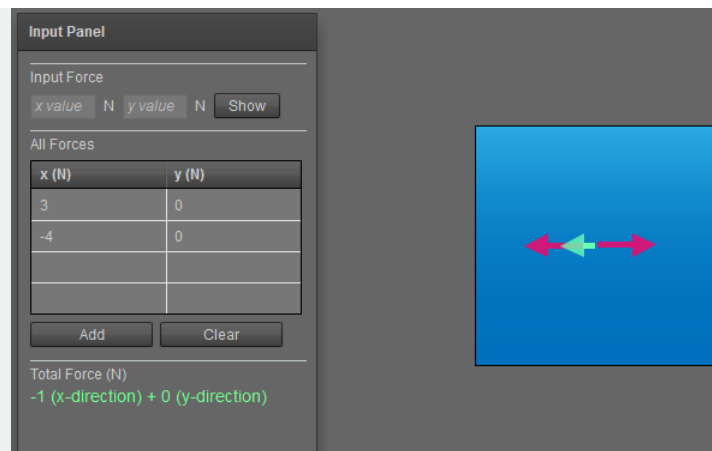 Input Panel
Input Force
x value N y value N Show
All Forces
x (N) y (N)
3 0
-4 0
Add Clear
Total Force (N)
-1 (x-direction) + 0 (y-direction)